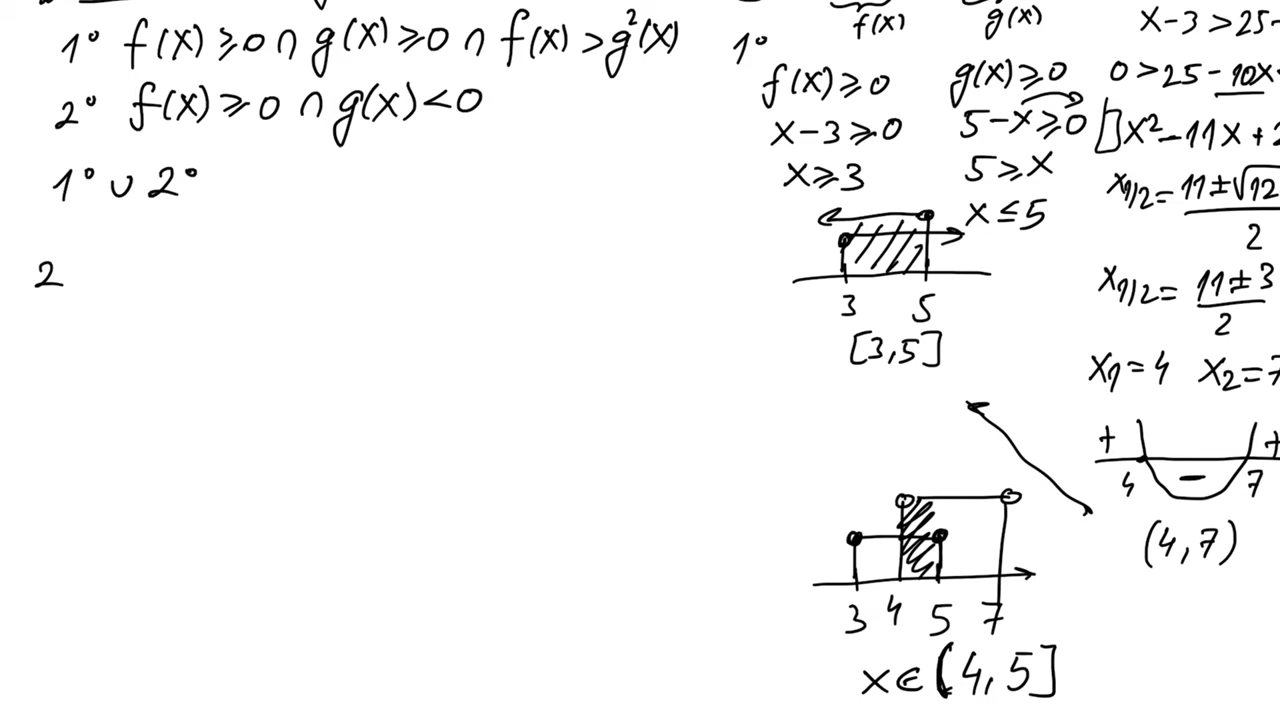 1° f(x) ≥ 0 ∩ g(x) ≥ 0 ∩ f(x) > g²(x)
2° f(x) ≥ 0 ∩ g(x) < 0
1° ∪ 2°
2
f(x)
g(x)
1°
f(x) ≥ 0
x - 3 ≥ 0
x ≥ 3
g(x) ≥ 0
5 - x ≥ 0
5 ≥ x
x ≤ 5
3 5
[3,5]
x - 3 > 25 -
0 > 25 - 10x
x² - 11x + 2
x1/2 = 11 ± √12
2
x1/2 = 11 ± 3
2
x1 = 4 x2 = 7
+ - +
4 7
(4,7)
3 4 5 7
x ∈ (4,5]